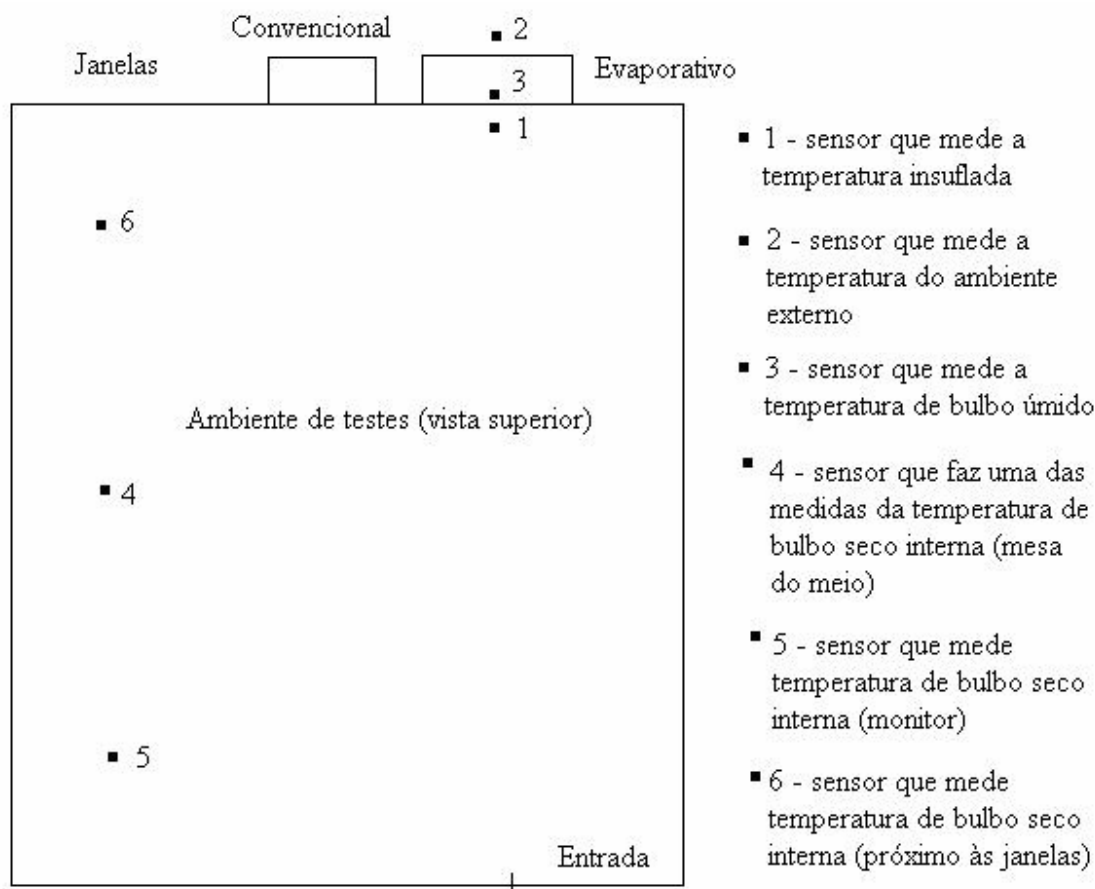 Convencional
2
Janelas
Evaporativo
3
1
6
Ambiente de testes (vista superior)
4
5
Entrada
1 - sensor que mede a
temperatura insuflada
2 - sensor que mede a
temperatura do ambiente
externo
3 - sensor que mede a
temperatura de bulbo úmido
4 - sensor que faz uma das
medidas da temperatura de
bulbo seco interna (mesa
do meio)
5 - sensor que mede
temperatura de bulbo seco
interna (monitor)
6 - sensor que mede
temperatura de bulbo seco
interna (próximo às janelas)